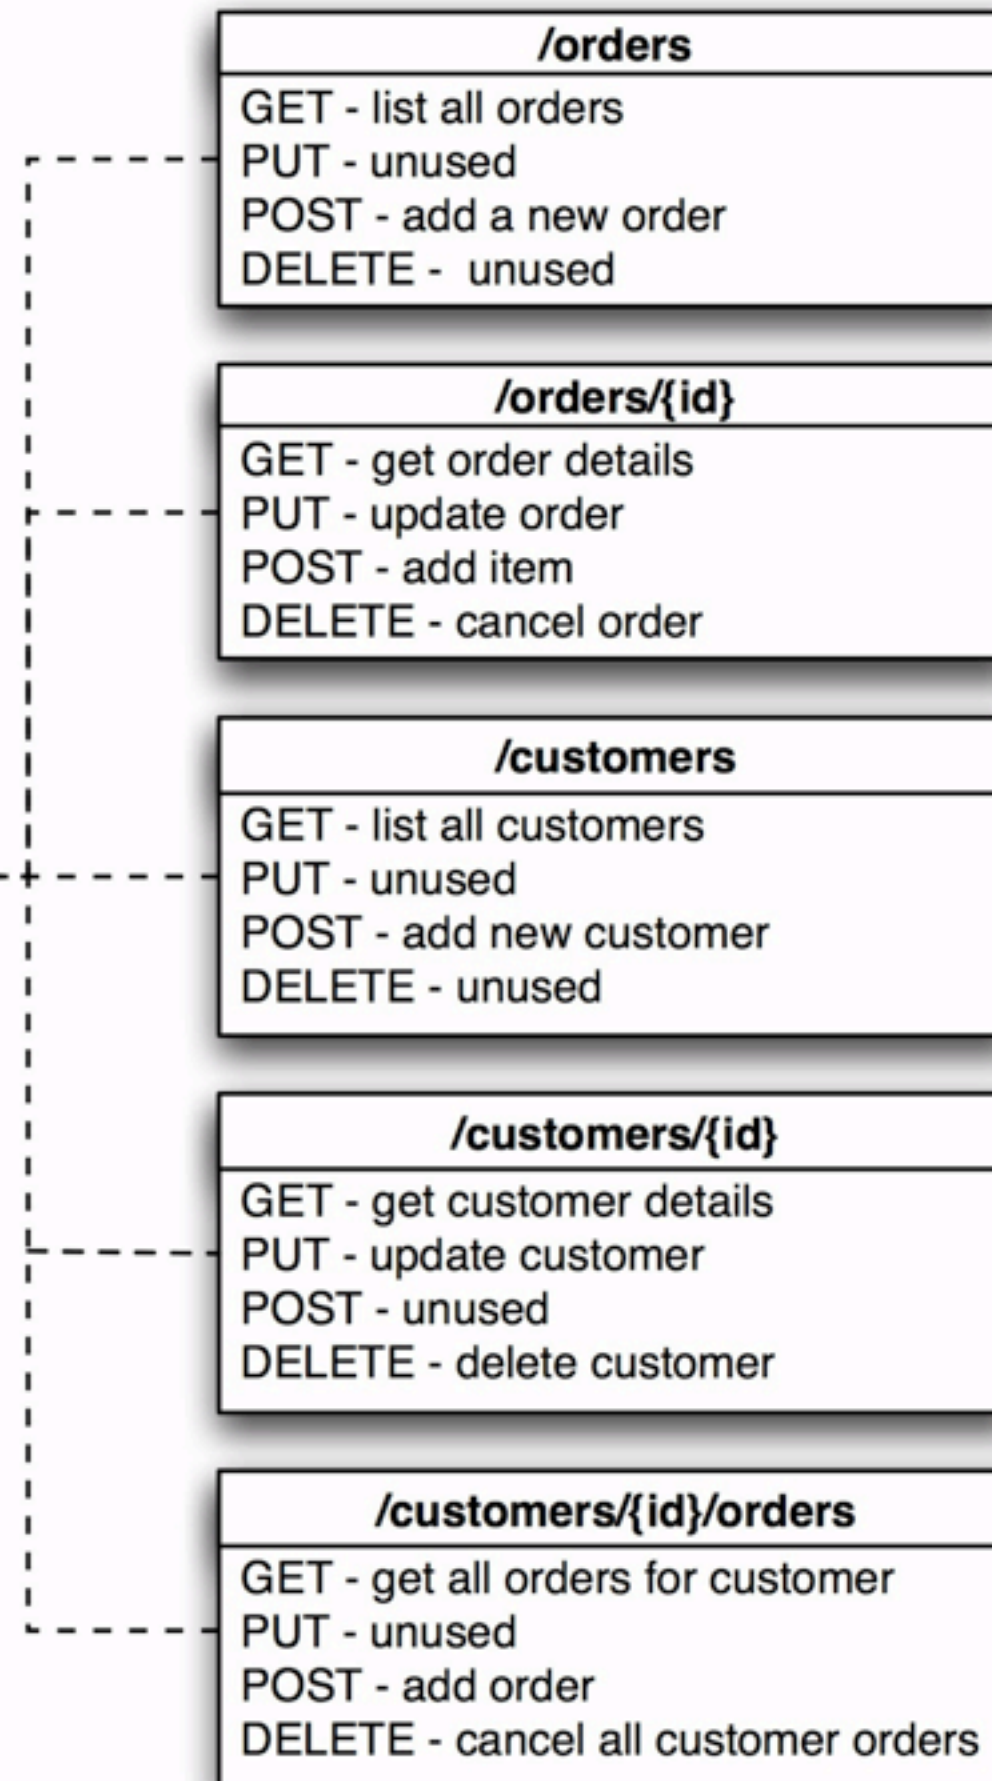 /orders
GET - list all orders
PUT - unused
POST - add a new order
DELETE -  unused
/orders/{id}
GET - get order details
PUT - update order
POST - add item
DELETE - cancel order
/customers
GET - list all customers
PUT - unused
POST - add new customer
DELETE - unused
/customers/{id}
GET - get customer details
PUT - update customer
POST - unused
DELETE - delete customer
/customers/{id}/orders
GET - get all orders for customer
PUT - unused
POST - add order
DELETE - cancel all customer orders